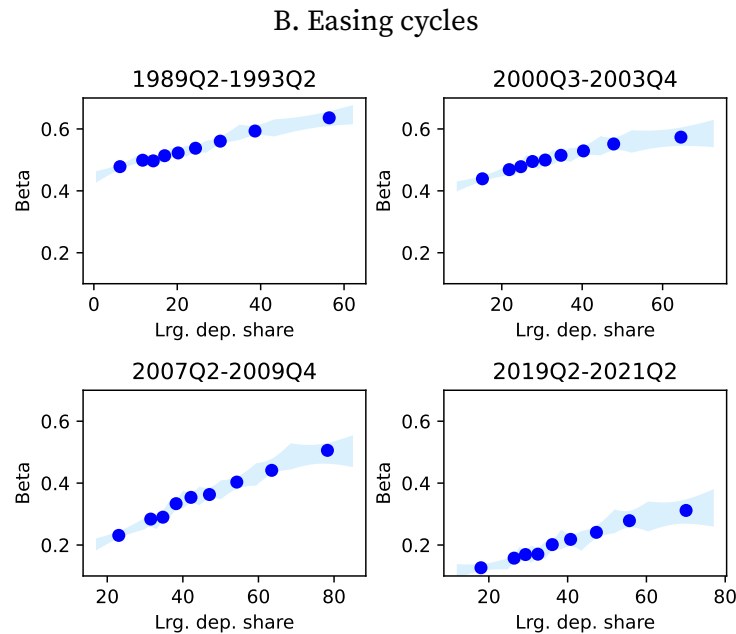 B. Easing cycles
1989Q2-1993Q2
2000Q3-2003Q4
0.6
0.4
0.2
Beta
0
20
40
60
Lrg. dep. share
0.6
0.4
0.2
Beta
20
40
60
Lrg. dep. share
2007Q2-2009Q4
2019Q2-2021Q2
0.6
0.4
0.2
Beta
20
40
60
80
Lrg. dep. share
0.6
0.4
0.2
Beta
20
40
60
80
Lrg. dep. share